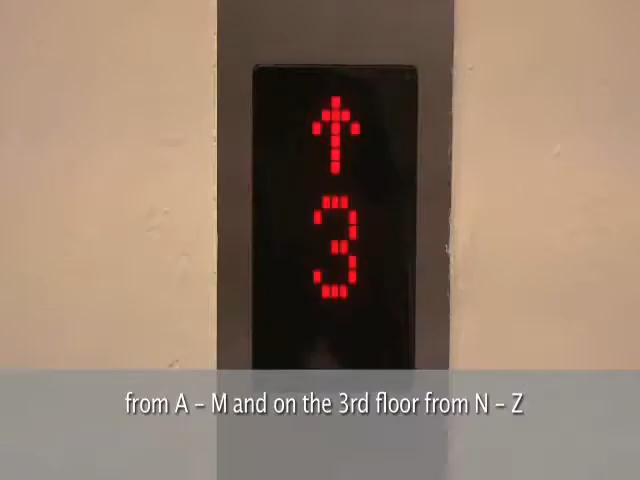 ↑
3
from A – M and on the 3rd floor from N – Z